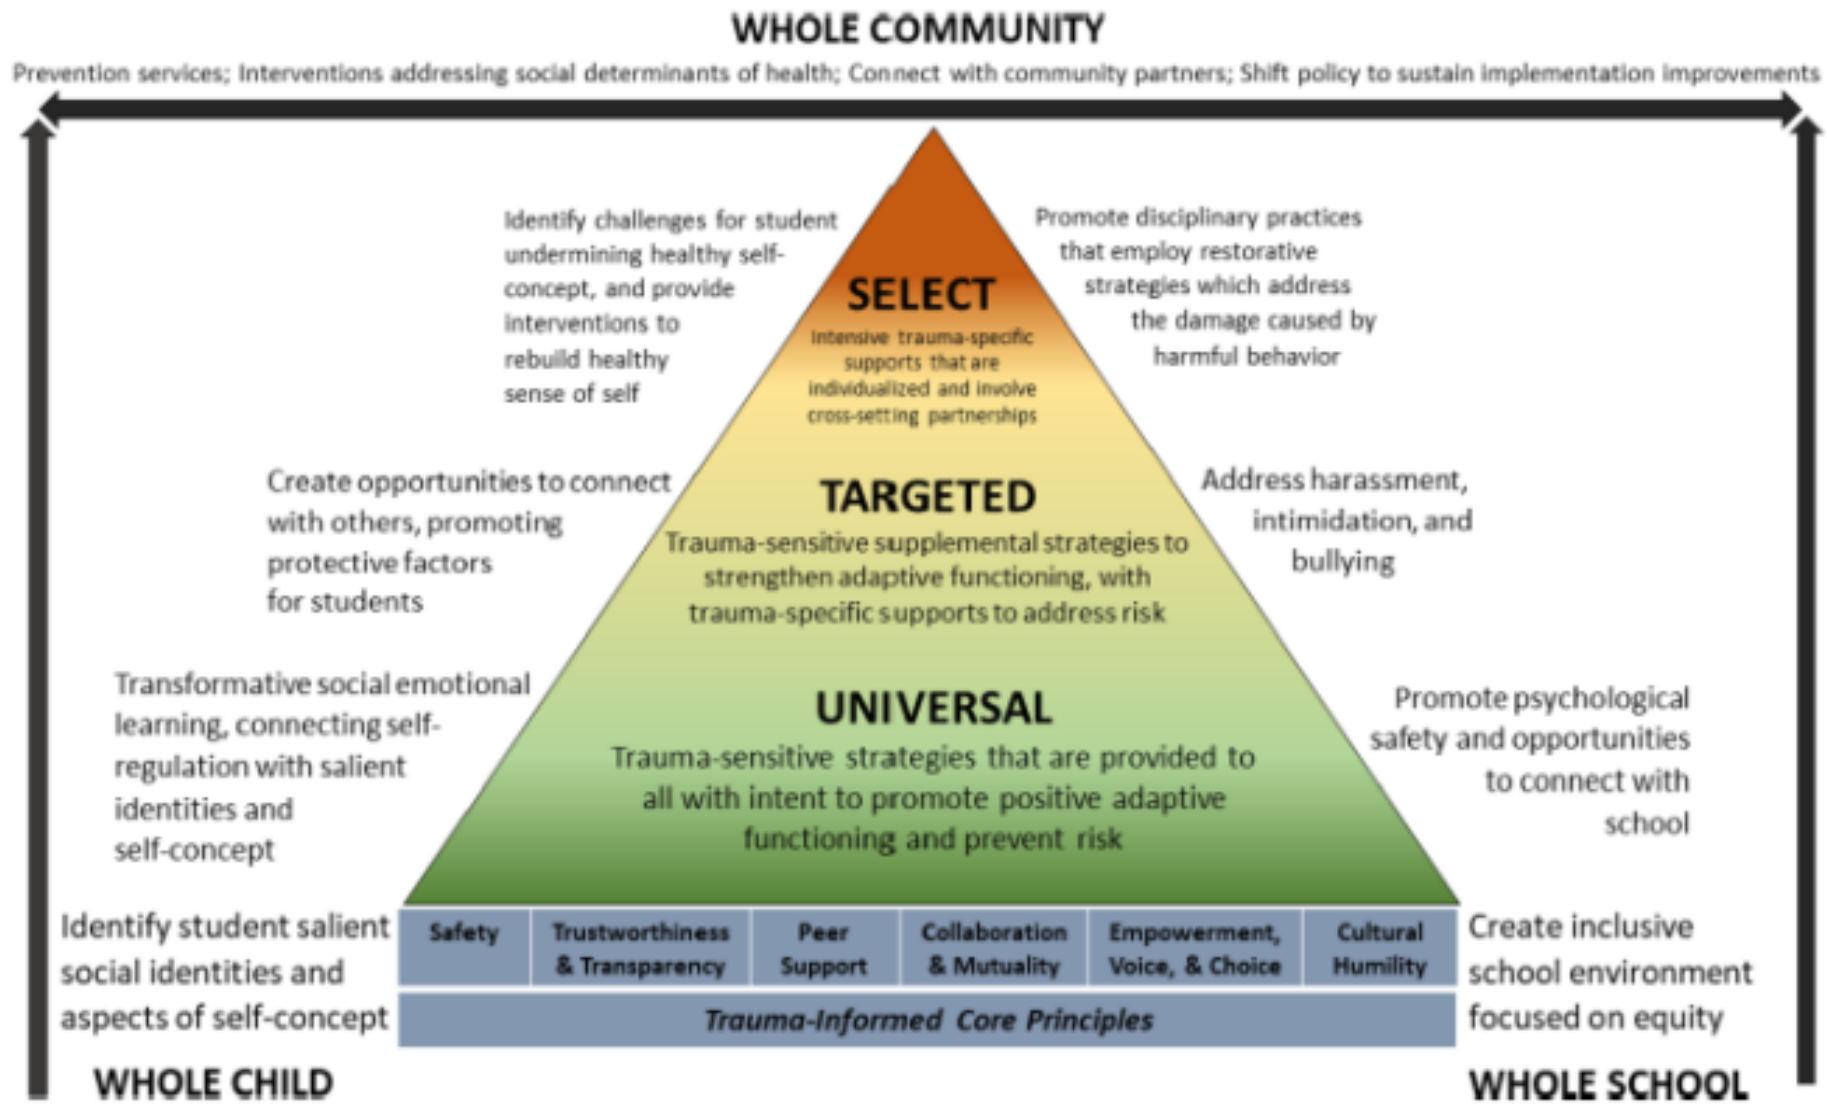 WHOLE COMMUNITY
Prevention services; Interventions addressing social determinants of health; Connect with community partners; Shift policy to sustain implementation improvements
Identify challenges for student
undermining healthy self-
concept, and provide
interventions to
rebuild healthy
sense of self
Promote disciplinary practices
that employ restorative
strategies which address
the damage caused by
harmful behavior
SELECT
Intensive trauma-specific
supports that are
individualized and involve
cross-setting partnerships
Create opportunities to connect
with others, promoting
protective factors
for students
TARGETED
Trauma-sensitive supplemental strategies to
strengthen adaptive functioning, with
trauma-specific supports to address risk
Address harassment,
intimidation, and
bullying
Transformative social emotional
learning, connecting self-
regulation with salient
identities and
self-concept
UNIVERSAL
Trauma-sensitive strategies that are provided to
all with intent to promote positive adaptive
functioning and prevent risk
Promote psychological
safety and opportunities
to connect with
school
Identify student salient
social identities and
aspects of self-concept
Safety
Trustworthiness
& Transparency
Peer
Support
Collaboration
& Mutuality
Empowerment,
Voice, & Choice
Cultural
Humility
Trauma-Informed Core Principles
Create inclusive
school environment
focused on equity
WHOLE CHILD
WHOLE SCHOOL